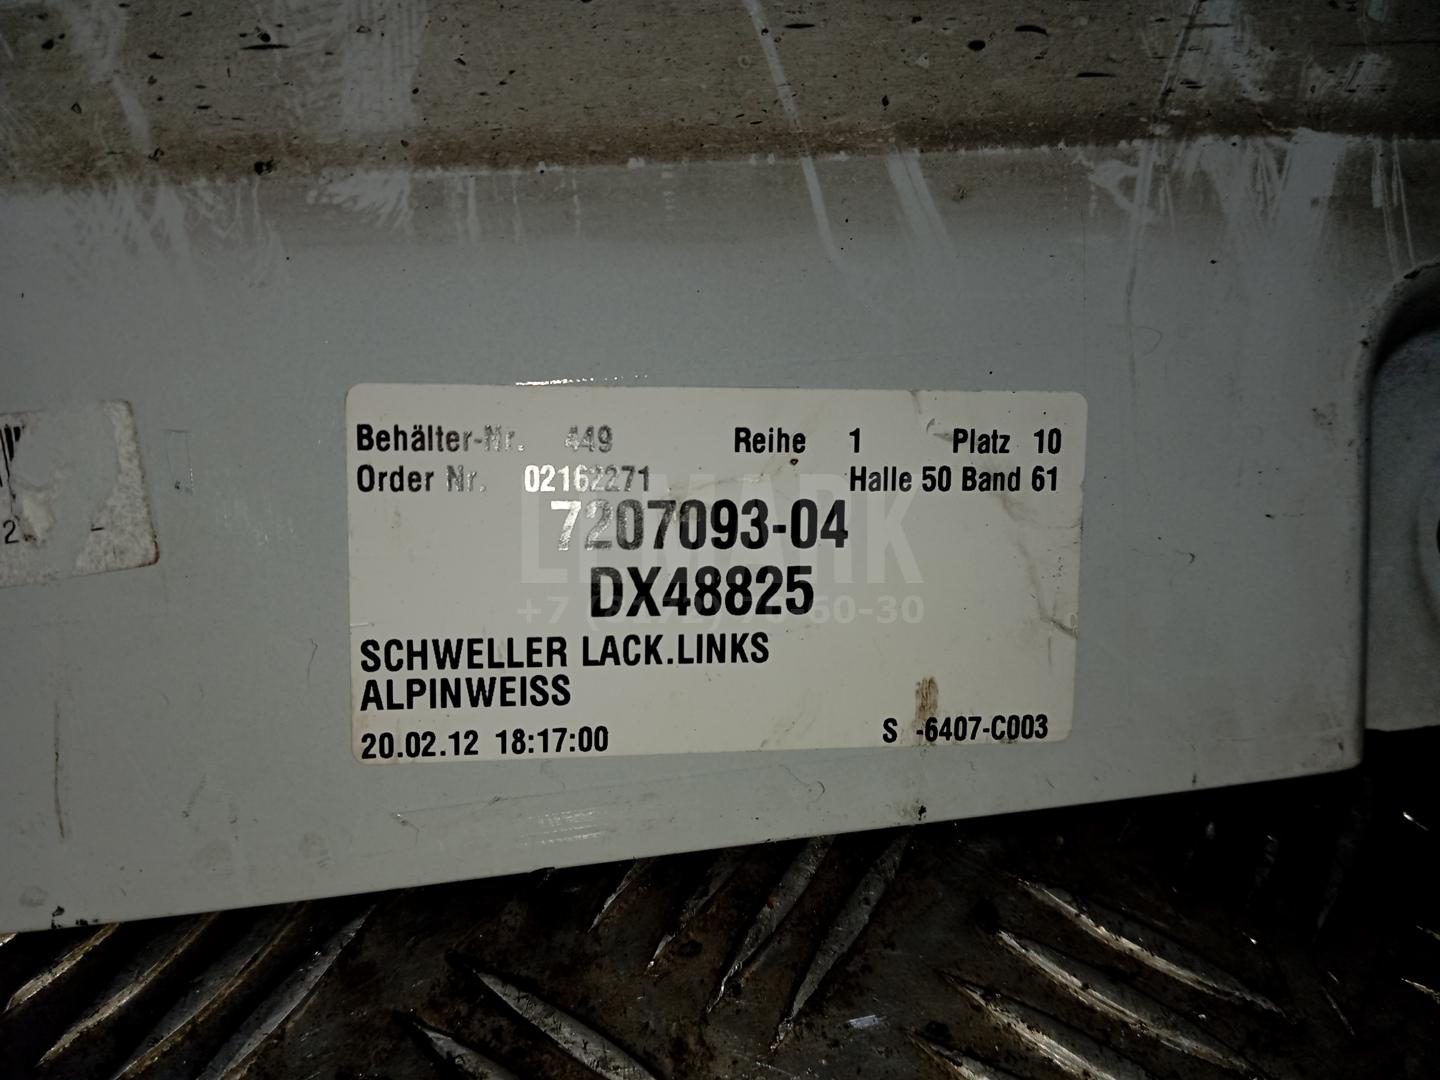 Behälter-Nr. 449 Reihe 1 Platz 10
Order Nr. 02162271 Halle 50 Band 61
7207093-04
DX48825
SCHWELLER LACK.LINKS
ALPINWEISS
20.02.12 18:17:00 S -6407-C003
2